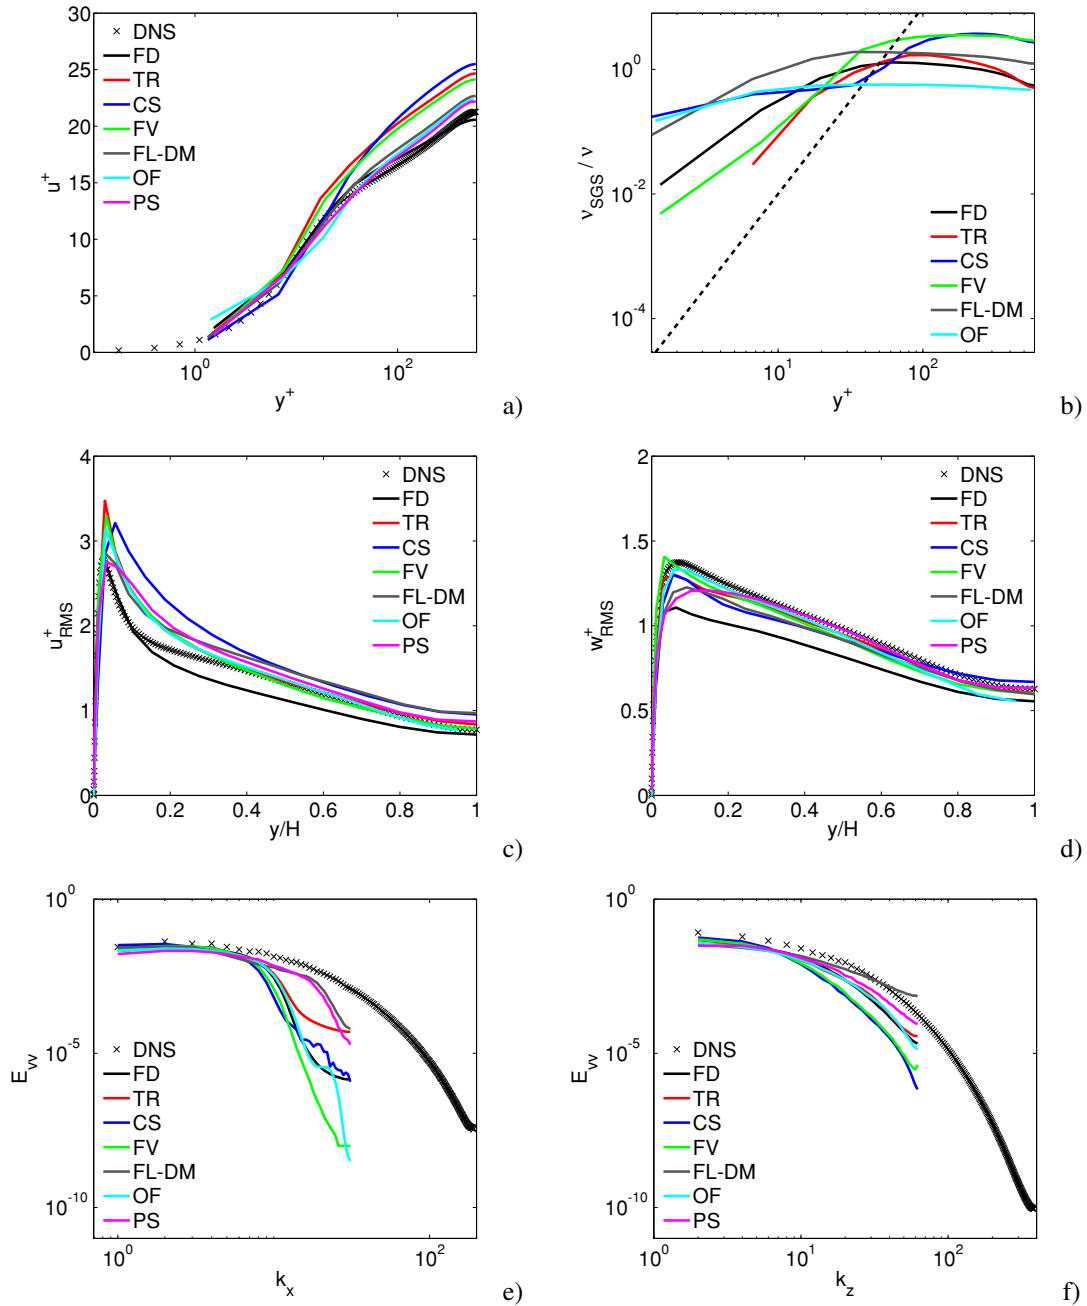 30
25
20
15
10
5
0
u+
10^0
10^2
y+
DNS
FD
TR
CS
FV
FL-DM
OF
PS
a)
10^0
10^-2
10^-4
ν_SGS / ν
10^1
10^2
y+
FD
TR
CS
FV
FL-DM
OF
b)
4
3
2
1
0
u+_RMS
0
0.2
0.4
0.6
0.8
1
y/H
DNS
FD
TR
CS
FV
FL-DM
OF
PS
c)
2
1.5
1
0.5
0
w+_RMS
0
0.2
0.4
0.6
0.8
1
y/H
DNS
FD
TR
CS
FV
FL-DM
OF
PS
d)
10^0
10^-5
10^-10
E_vv
10^0
10^2
k_x
DNS
FD
TR
CS
FV
FL-DM
OF
PS
e)
10^0
10^-5
10^-10
E_vv
10^0
10^1
10^2
k_z
DNS
FD
TR
CS
FV
FL-DM
OF
PS
f)